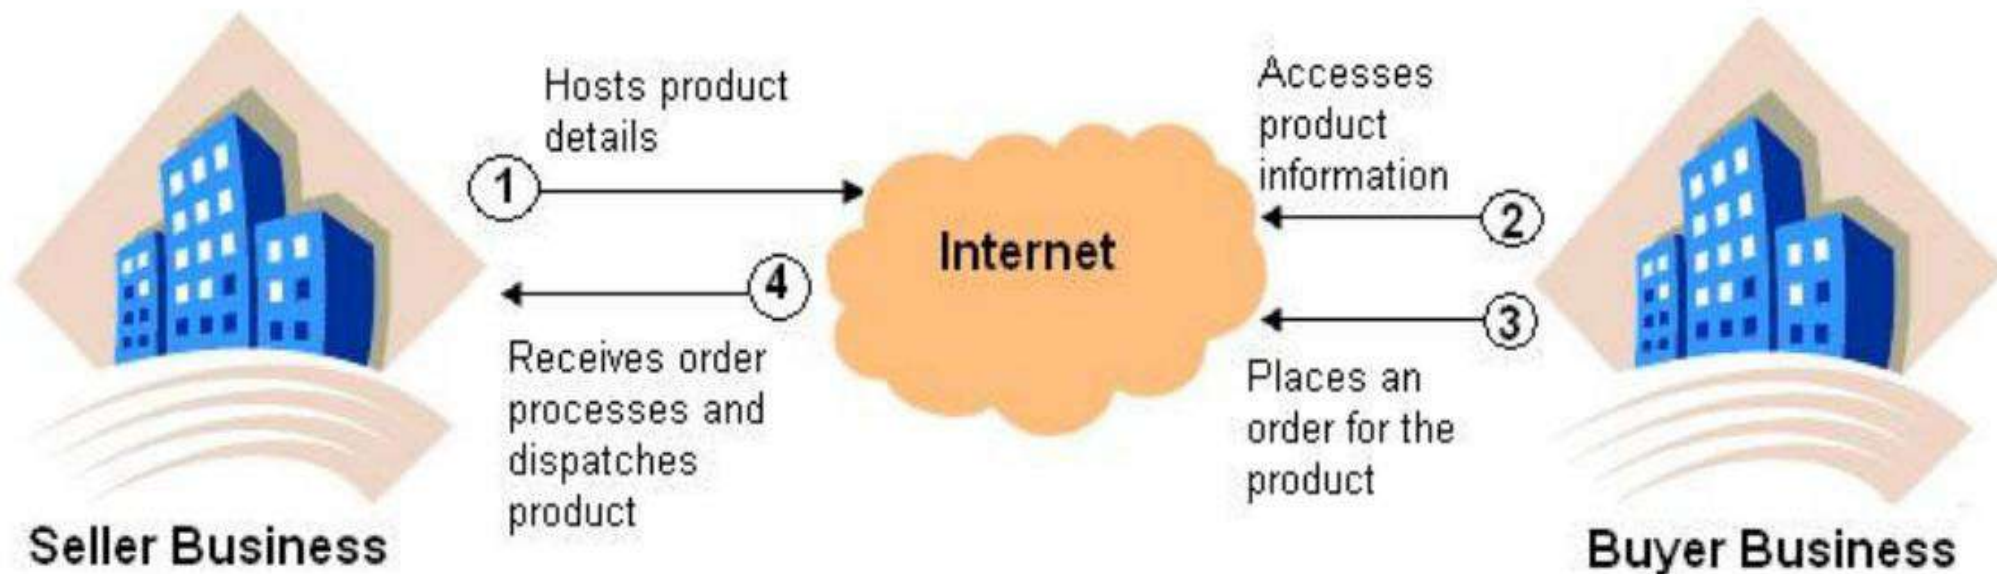 Hosts product
details
1
Internet
4
Receives order
processes and
dispatches
product
Seller Business
Accesses
product
information
2
3
Places an
order for the
product
Buyer Business